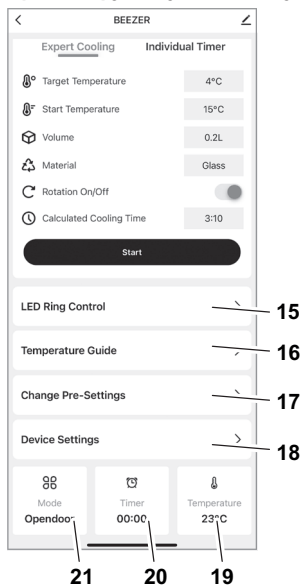 BEEZER
Expert Cooling Individual Timer
Target Temperature 4°C
Start Temperature 15°C
Volume 0.2L
Material Glass
Rotation On/Off
Calculated Cooling Time 3:10
Start
LED Ring Control
15
Temperature Guide
16
Change Pre-Settings
17
Device Settings
18
Mode Timer Temperature
Opendoor 00:00 23°C
21 20 19